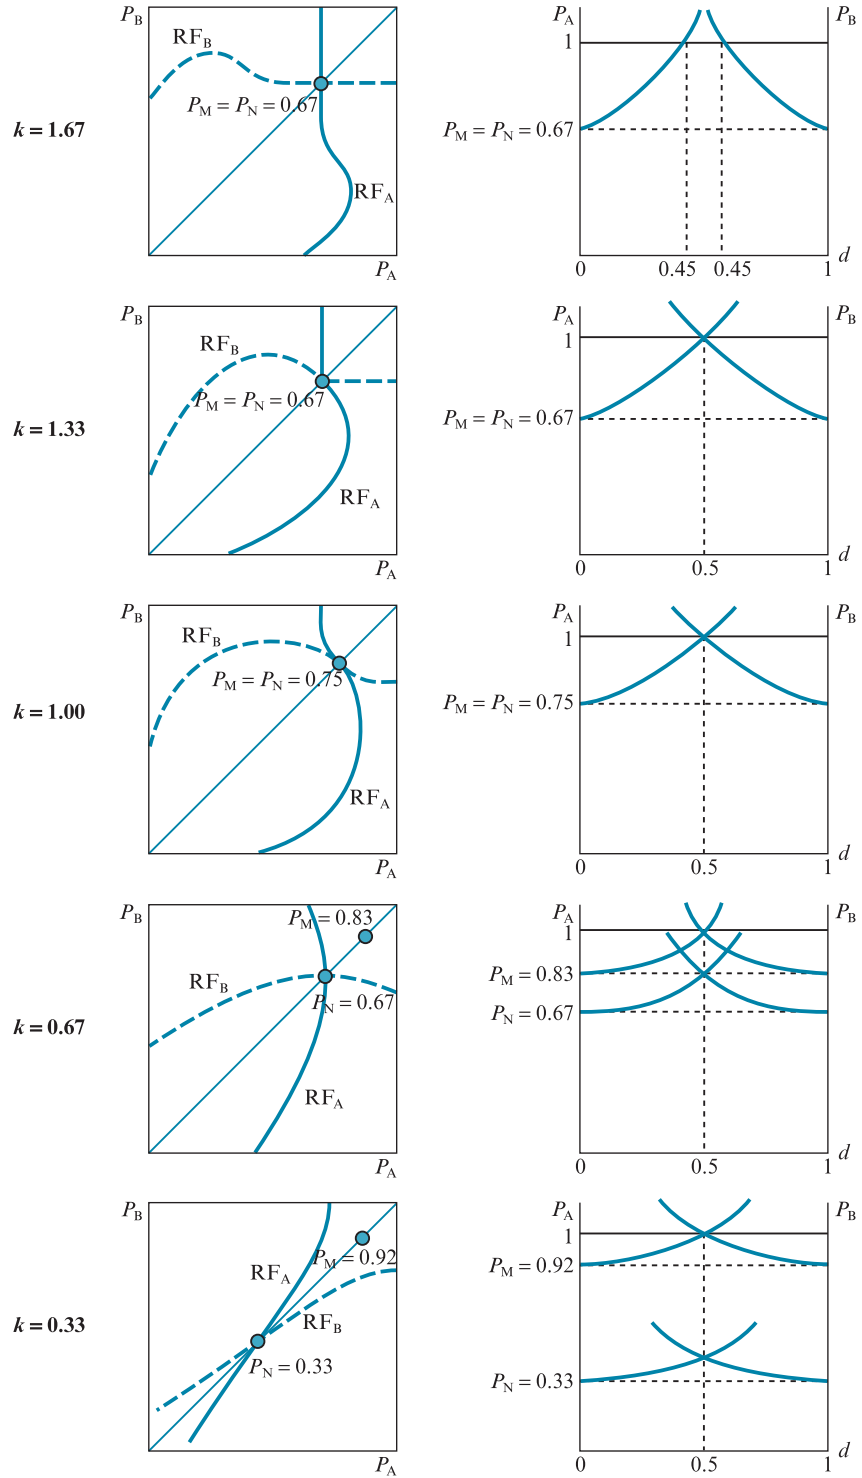 k = 1.67
P_B
RF_B
P_M = P_N = 0.67
RF_A
P_A
P_A
P_B
1
P_M = P_N = 0.67
0
0.45
0.45
1
d
k = 1.33
P_B
RF_B
P_M = P_N = 0.67
RF_A
P_A
P_A
P_B
1
P_M = P_N = 0.67
0
0.5
1
d
k = 1.00
P_B
RF_B
P_M = P_N = 0.75
RF_A
P_A
P_A
P_B
1
P_M = P_N = 0.75
0
0.5
1
d
k = 0.67
P_B
P_M = 0.83
RF_B
P_N = 0.67
RF_A
P_A
P_A
P_B
1
P_M = 0.83
P_N = 0.67
0
0.5
1
d
k = 0.33
P_B
P_M = 0.92
RF_A
RF_B
P_N = 0.33
P_A
P_A
P_B
1
P_M = 0.92
P_N = 0.33
0
0.5
1
d